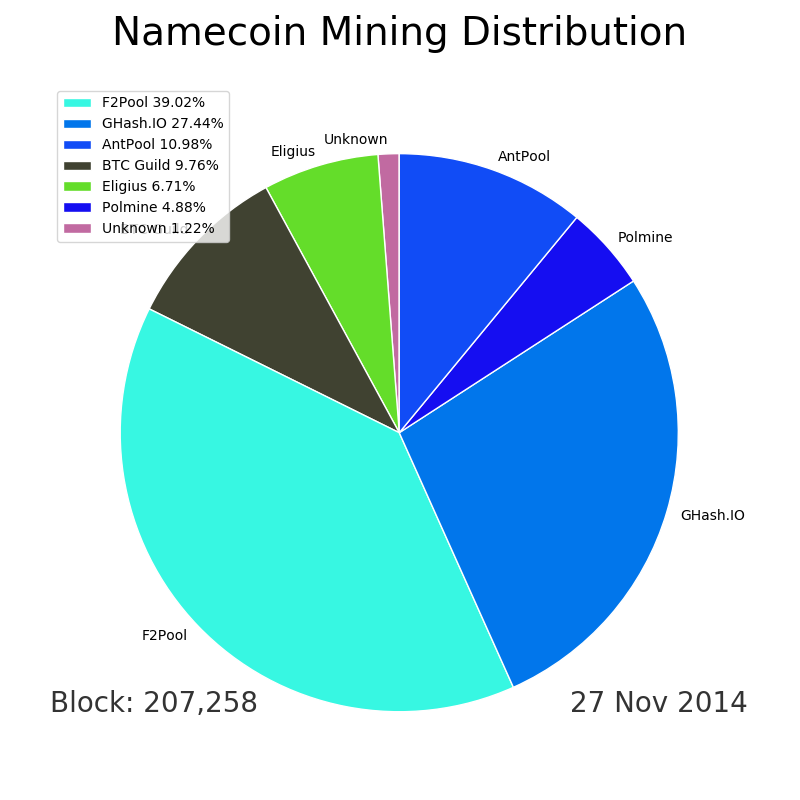 Namecoin Mining Distribution
F2Pool 39.02%
GHash.IO 27.44%
AntPool 10.98%
BTC Guild 9.76%
Eligius 6.71%
Polmine 4.88%
Unknown 1.22%
Unknown
Eligius
AntPool
Polmine
GHash.IO
F2Pool
Block: 207,258
27 Nov 2014